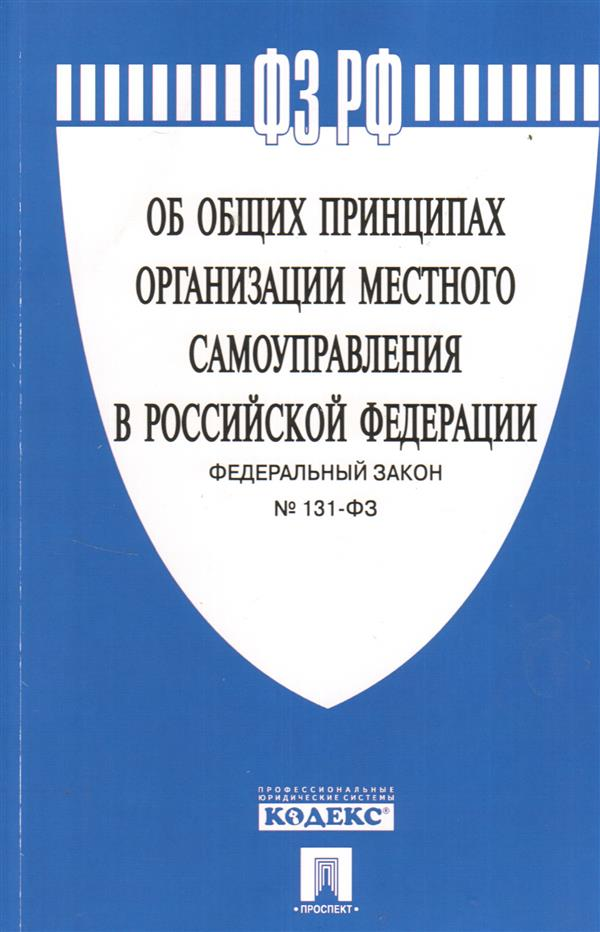 ФЗ РФ
ОБ ОБЩИХ ПРИНЦИПАХ
ОРГАНИЗАЦИИ МЕСТНОГО
САМОУПРАВЛЕНИЯ
В РОССИЙСКОЙ ФЕДЕРАЦИИ
ФЕДЕРАЛЬНЫЙ ЗАКОН
№ 131-ФЗ
ПРОФЕССИОНАЛЬНЫЕ
ЮРИДИЧЕСКИЕ СИСТЕМЫ
КОДЕКС®
• ПРОСПЕКТ •